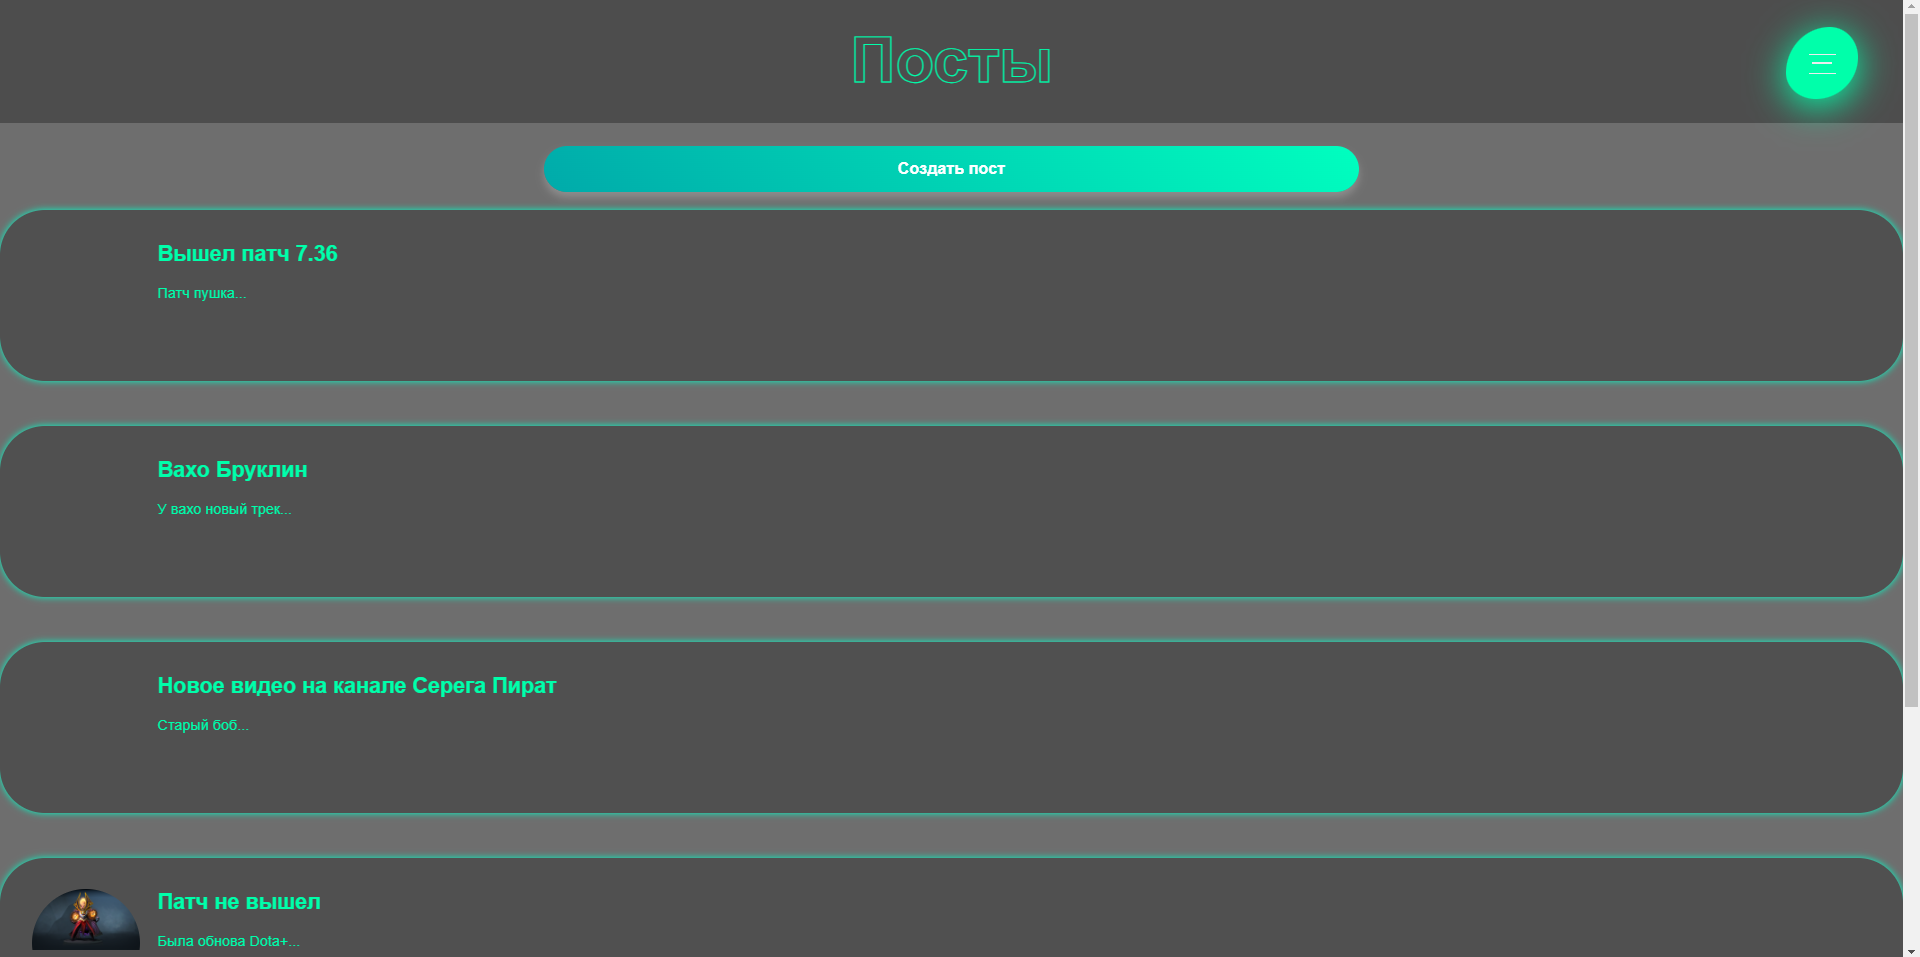 Посты
Создать пост
Вышел патч 7.36
Патч пушка...
Вахо Бруклин
У вахо новый трек...
Новое видео на канале Серега Пират
Старый боб...
Патч не вышел
Была обнова Dota+...